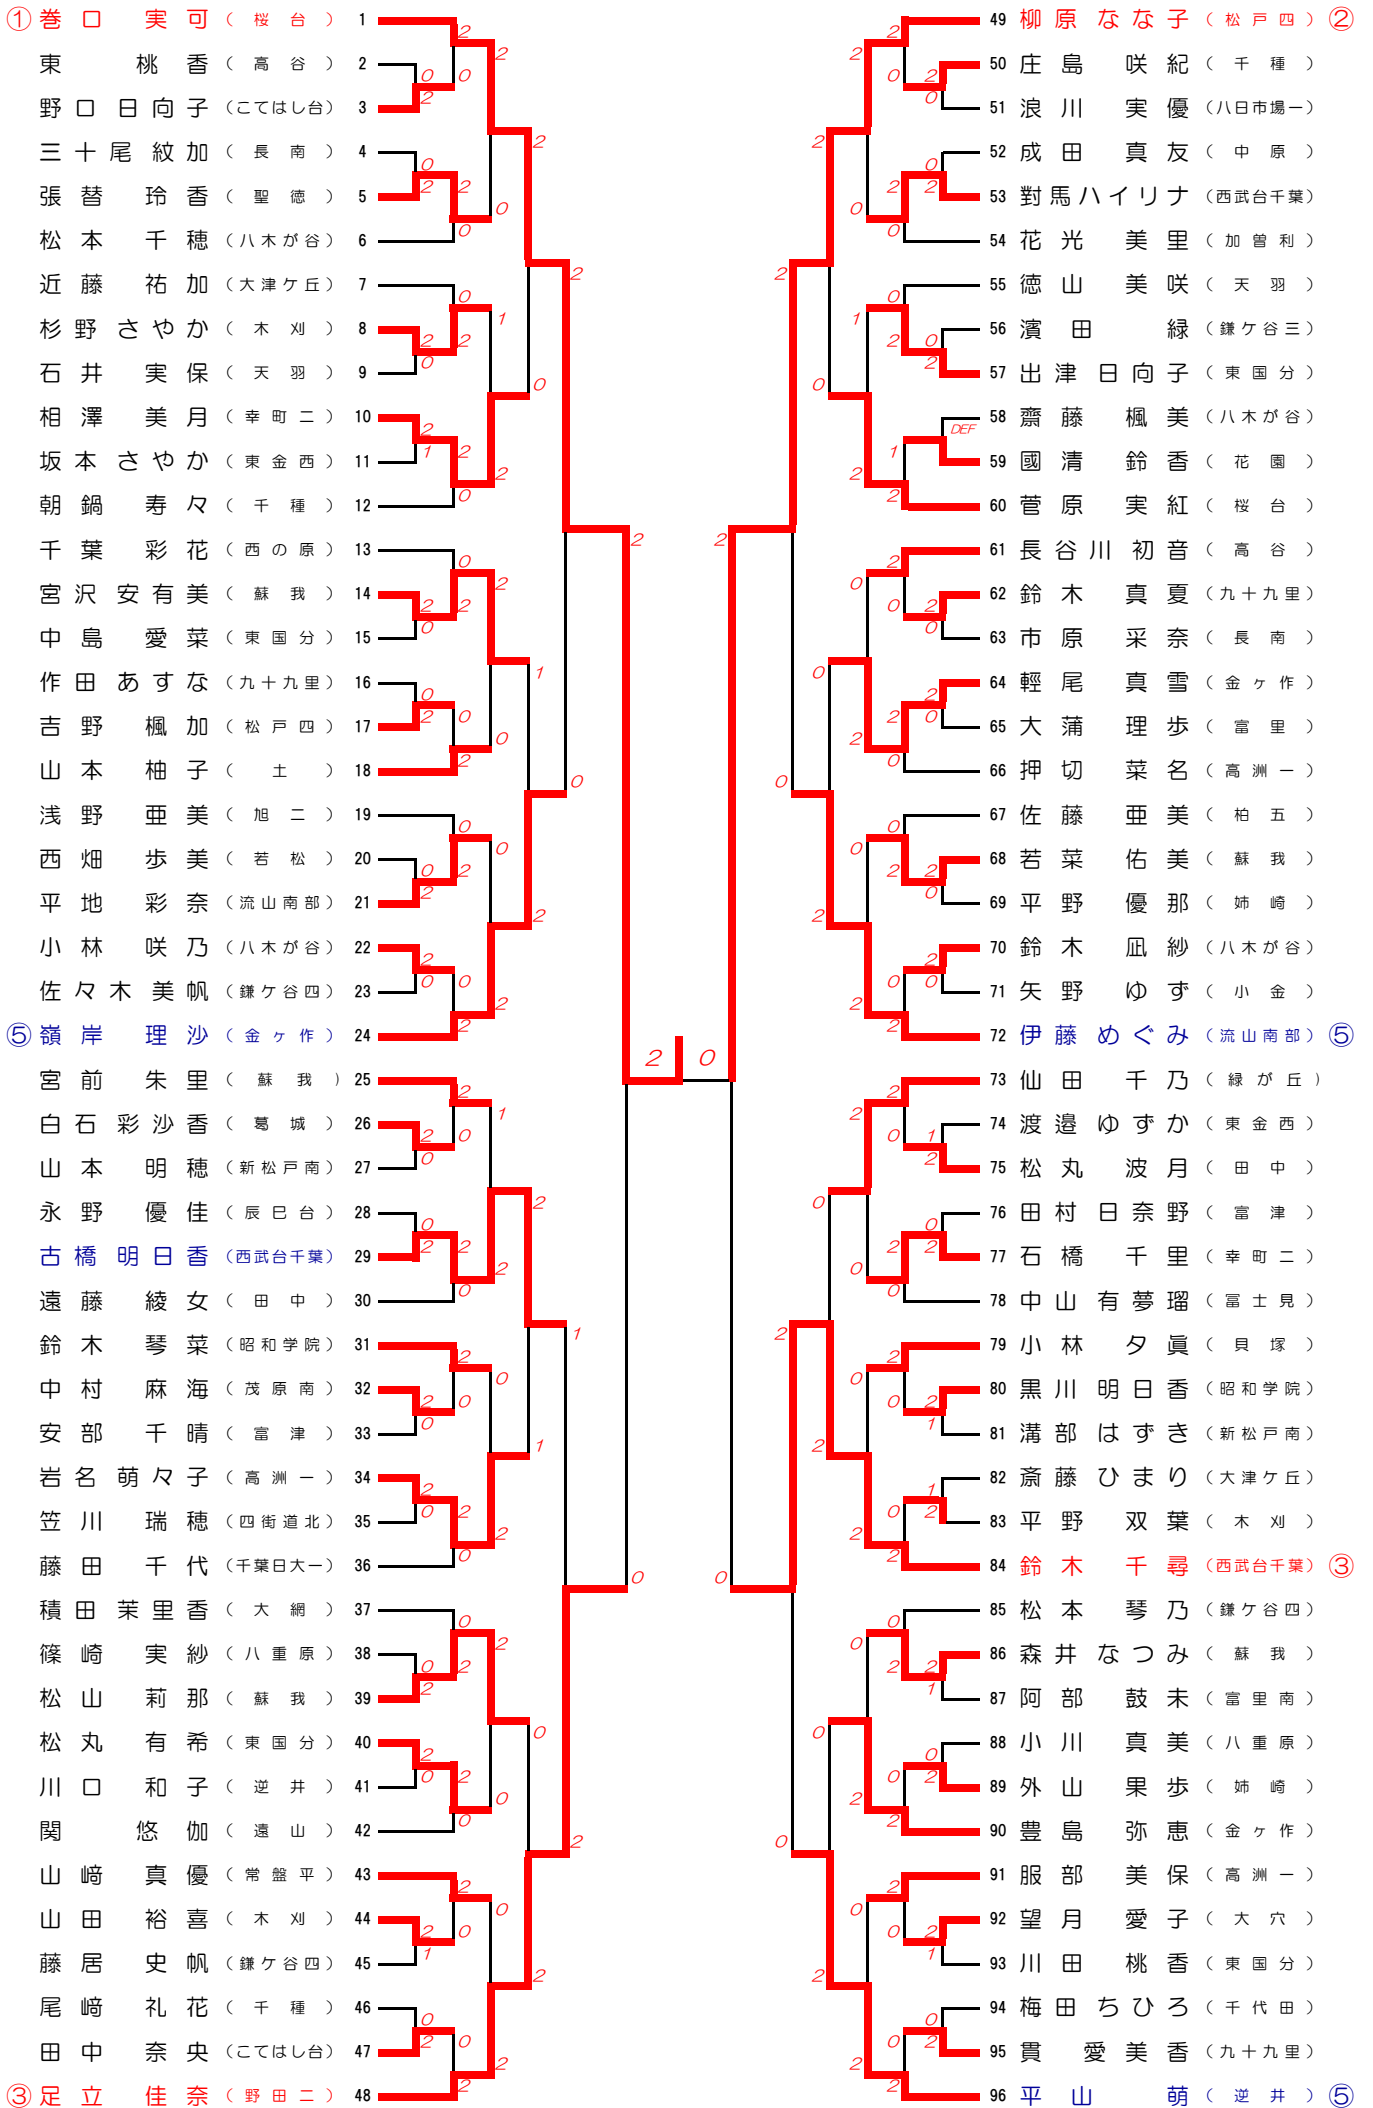 ① 巻口 実可 (桜台) 1
東 桃香 (高谷) 2
野口 日向子 (こてはし台) 3
三十尾 紋加 (長南) 4
張替 玲香 (聖徳) 5
松本 千穂 (八木が谷) 6
近藤 祐加 (大津ケ丘) 7
杉野 さやか (木刈) 8
石井 実保 (天羽) 9
相澤 美月 (幸町二) 10
坂本 さやか (東金西) 11
朝鍋 寿々 (千種) 12
千葉 彩花 (西の原) 13
宮沢 安有美 (蘇我) 14
中島 愛菜 (東国分) 15
作田 あすな (九十九里) 16
吉野 楓加 (松戸四) 17
山本 柚子 (土) 18
浅野 亜美 (旭二) 19
西畑 歩美 (若松) 20
平地 彩奈 (流山南部) 21
小林 咲乃 (八木が谷) 22
佐々木 美帆 (鎌ケ谷四) 23
⑤ 嶺岸 理沙 (金ヶ作) 24
宮前 朱里 (蘇我) 25
白石 彩沙香 (葛城) 26
山本 明穂 (新松戸南) 27
永野 優佳 (辰巳台) 28
古橋 明日香 (西武台千葉) 29
遠藤 綾女 (田中) 30
鈴木 琴菜 (昭和学院) 31
中村 麻海 (茂原南) 32
安部 千晴 (富津) 33
岩名 萌々子 (高洲一) 34
笠川 瑞穂 (四街道北) 35
藤田 千代 (千葉日大一) 36
積田 茉里香 (大網) 37
篠崎 実紗 (八重原) 38
松山 莉那 (蘇我) 39
松丸 有希 (東国分) 40
川口 和子 (逆井) 41
関 悠伽 (遠山) 42
山﨑 真優 (常盤平) 43
山田 裕喜 (木刈) 44
藤居 史帆 (鎌ケ谷四) 45
尾﨑 礼花 (千種) 46
田中 奈央 (こてはし台) 47
③ 足立 佳奈 (野田二) 48
2 0
49 柳原 なな子 (松戸四) ②
50 庄島 咲紀 (千種)
51 浪川 実優 (八日市場一)
52 成田 真友 (中原)
53 對馬 ハイリナ (西武台千葉)
54 花光 美里 (加曽利)
55 徳山 美咲 (天羽)
56 濱田 緑 (鎌ケ谷三)
57 出津 日向子 (東国分)
58 齋藤 楓美 (八木が谷)
DEF
59 國清 鈴香 (花園)
60 菅原 実紅 (桜台)
61 長谷川 初音 (高谷)
62 鈴木 真夏 (九十九里)
63 市原 采奈 (長南)
64 輕尾 真雪 (金ヶ作)
65 大蒲 理歩 (富里)
66 押切 菜名 (高洲一)
67 佐藤 亜美 (柏五)
68 若菜 佑美 (蘇我)
69 平野 優那 (姉崎)
70 鈴木 凪紗 (八木が谷)
71 矢野 ゆず (小金)
72 伊藤 めぐみ (流山南部) ⑤
73 仙田 千乃 (緑が丘)
74 渡邉 ゆずか (東金西)
75 松丸 波月 (田中)
76 田村 日奈野 (富津)
77 石橋 千里 (幸町二)
78 中山 有夢瑠 (冨士見)
79 小林 夕眞 (貝塚)
80 黒川 明日香 (昭和学院)
81 溝部 はずき (新松戸南)
82 斎藤 ひまり (大津ケ丘)
83 平野 双葉 (木刈)
84 鈴木 千尋 (西武台千葉) ③
85 松本 琴乃 (鎌ケ谷四)
86 森井 なつみ (蘇我)
87 阿部 鼓未 (富里南)
88 小川 真美 (八重原)
89 外山 果歩 (姉崎)
90 豊島 弥恵 (金ヶ作)
91 服部 美保 (高洲一)
92 望月 愛子 (大穴)
93 川田 桃香 (東国分)
94 梅田 ちひろ (千代田)
95 貫 愛美香 (九十九里)
96 平山 萌 (逆井) ⑤